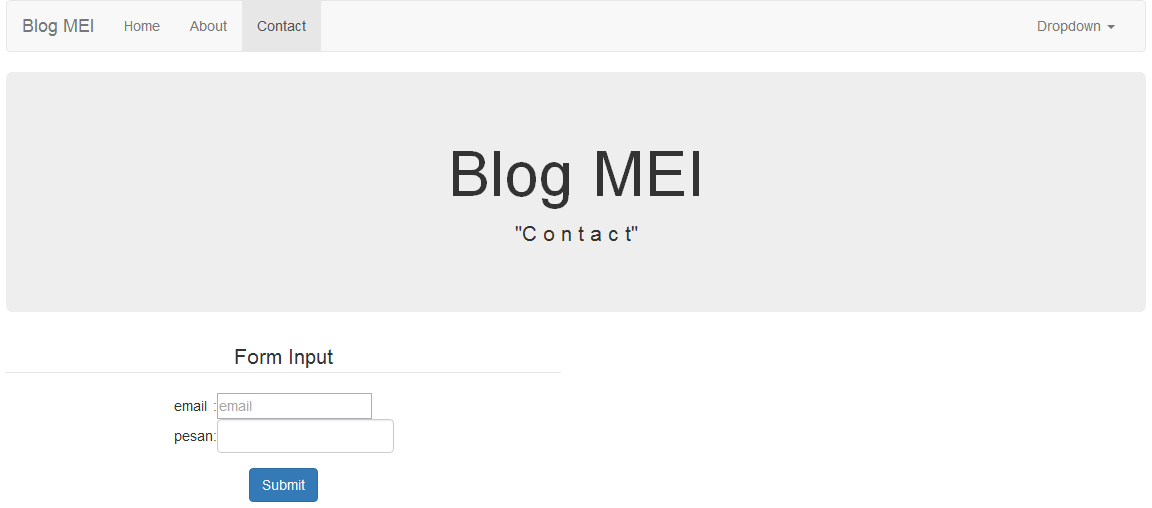 Blog MEI Home About Contact Dropdown
Blog MEI
"C o n t a c t"
Form Input
email :email
pesan:
Submit